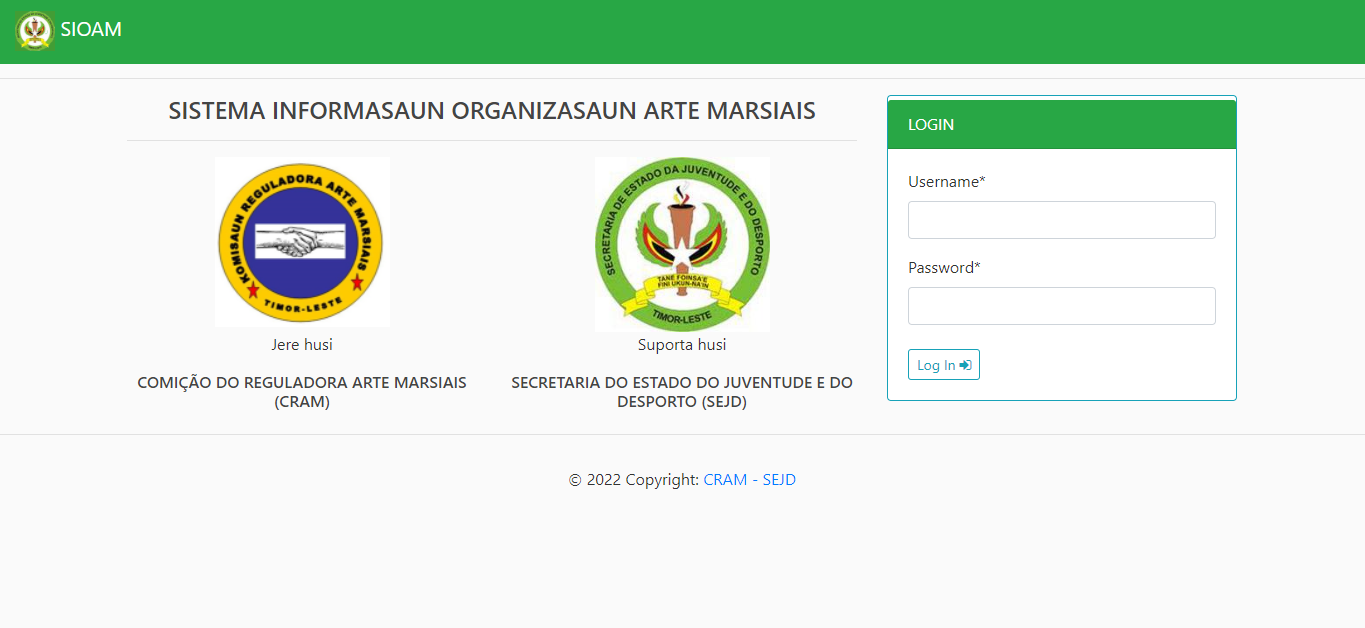 SIOAM
SISTEMA INFORMASAUN ORGANIZASAUN ARTE MARSIAIS
KOMISAUN REGULADORA ARTE MARSIAIS
TIMOR-LESTE
Jere husi
COMIÇÃO DO REGULADORA ARTE MARSIAIS
(CRAM)
SECRETARIA DE ESTADO DA JUVENTUDE E DO DESPORTO
TANE FOINSA'E
FINI UKUN-NA'IN
TIMOR-LESTE
Suporta husi
SECRETARIA DO ESTADO DO JUVENTUDE E DO
DESPORTO (SEJD)
LOGIN
Username*
Password*
Log In
© 2022 Copyright: CRAM - SEJD